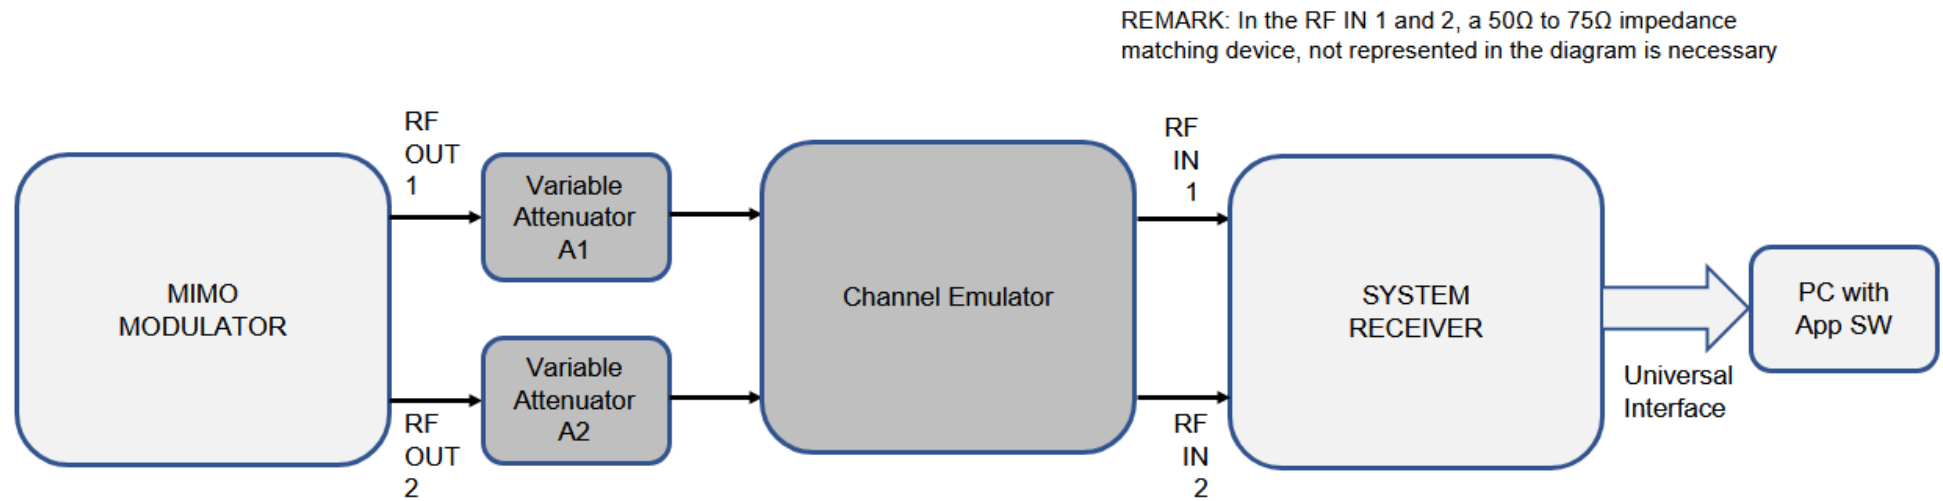 REMARK: In the RF IN 1 and 2, a 50Ω to 75Ω impedance
matching device, not represented in the diagram is necessary
MIMO
MODULATOR
RF
OUT
1
Variable
Attenuator
A1
RF
OUT
2
Variable
Attenuator
A2
Channel Emulator
RF
IN
1
RF
IN
2
SYSTEM
RECEIVER
Universal
Interface
PC with
App SW